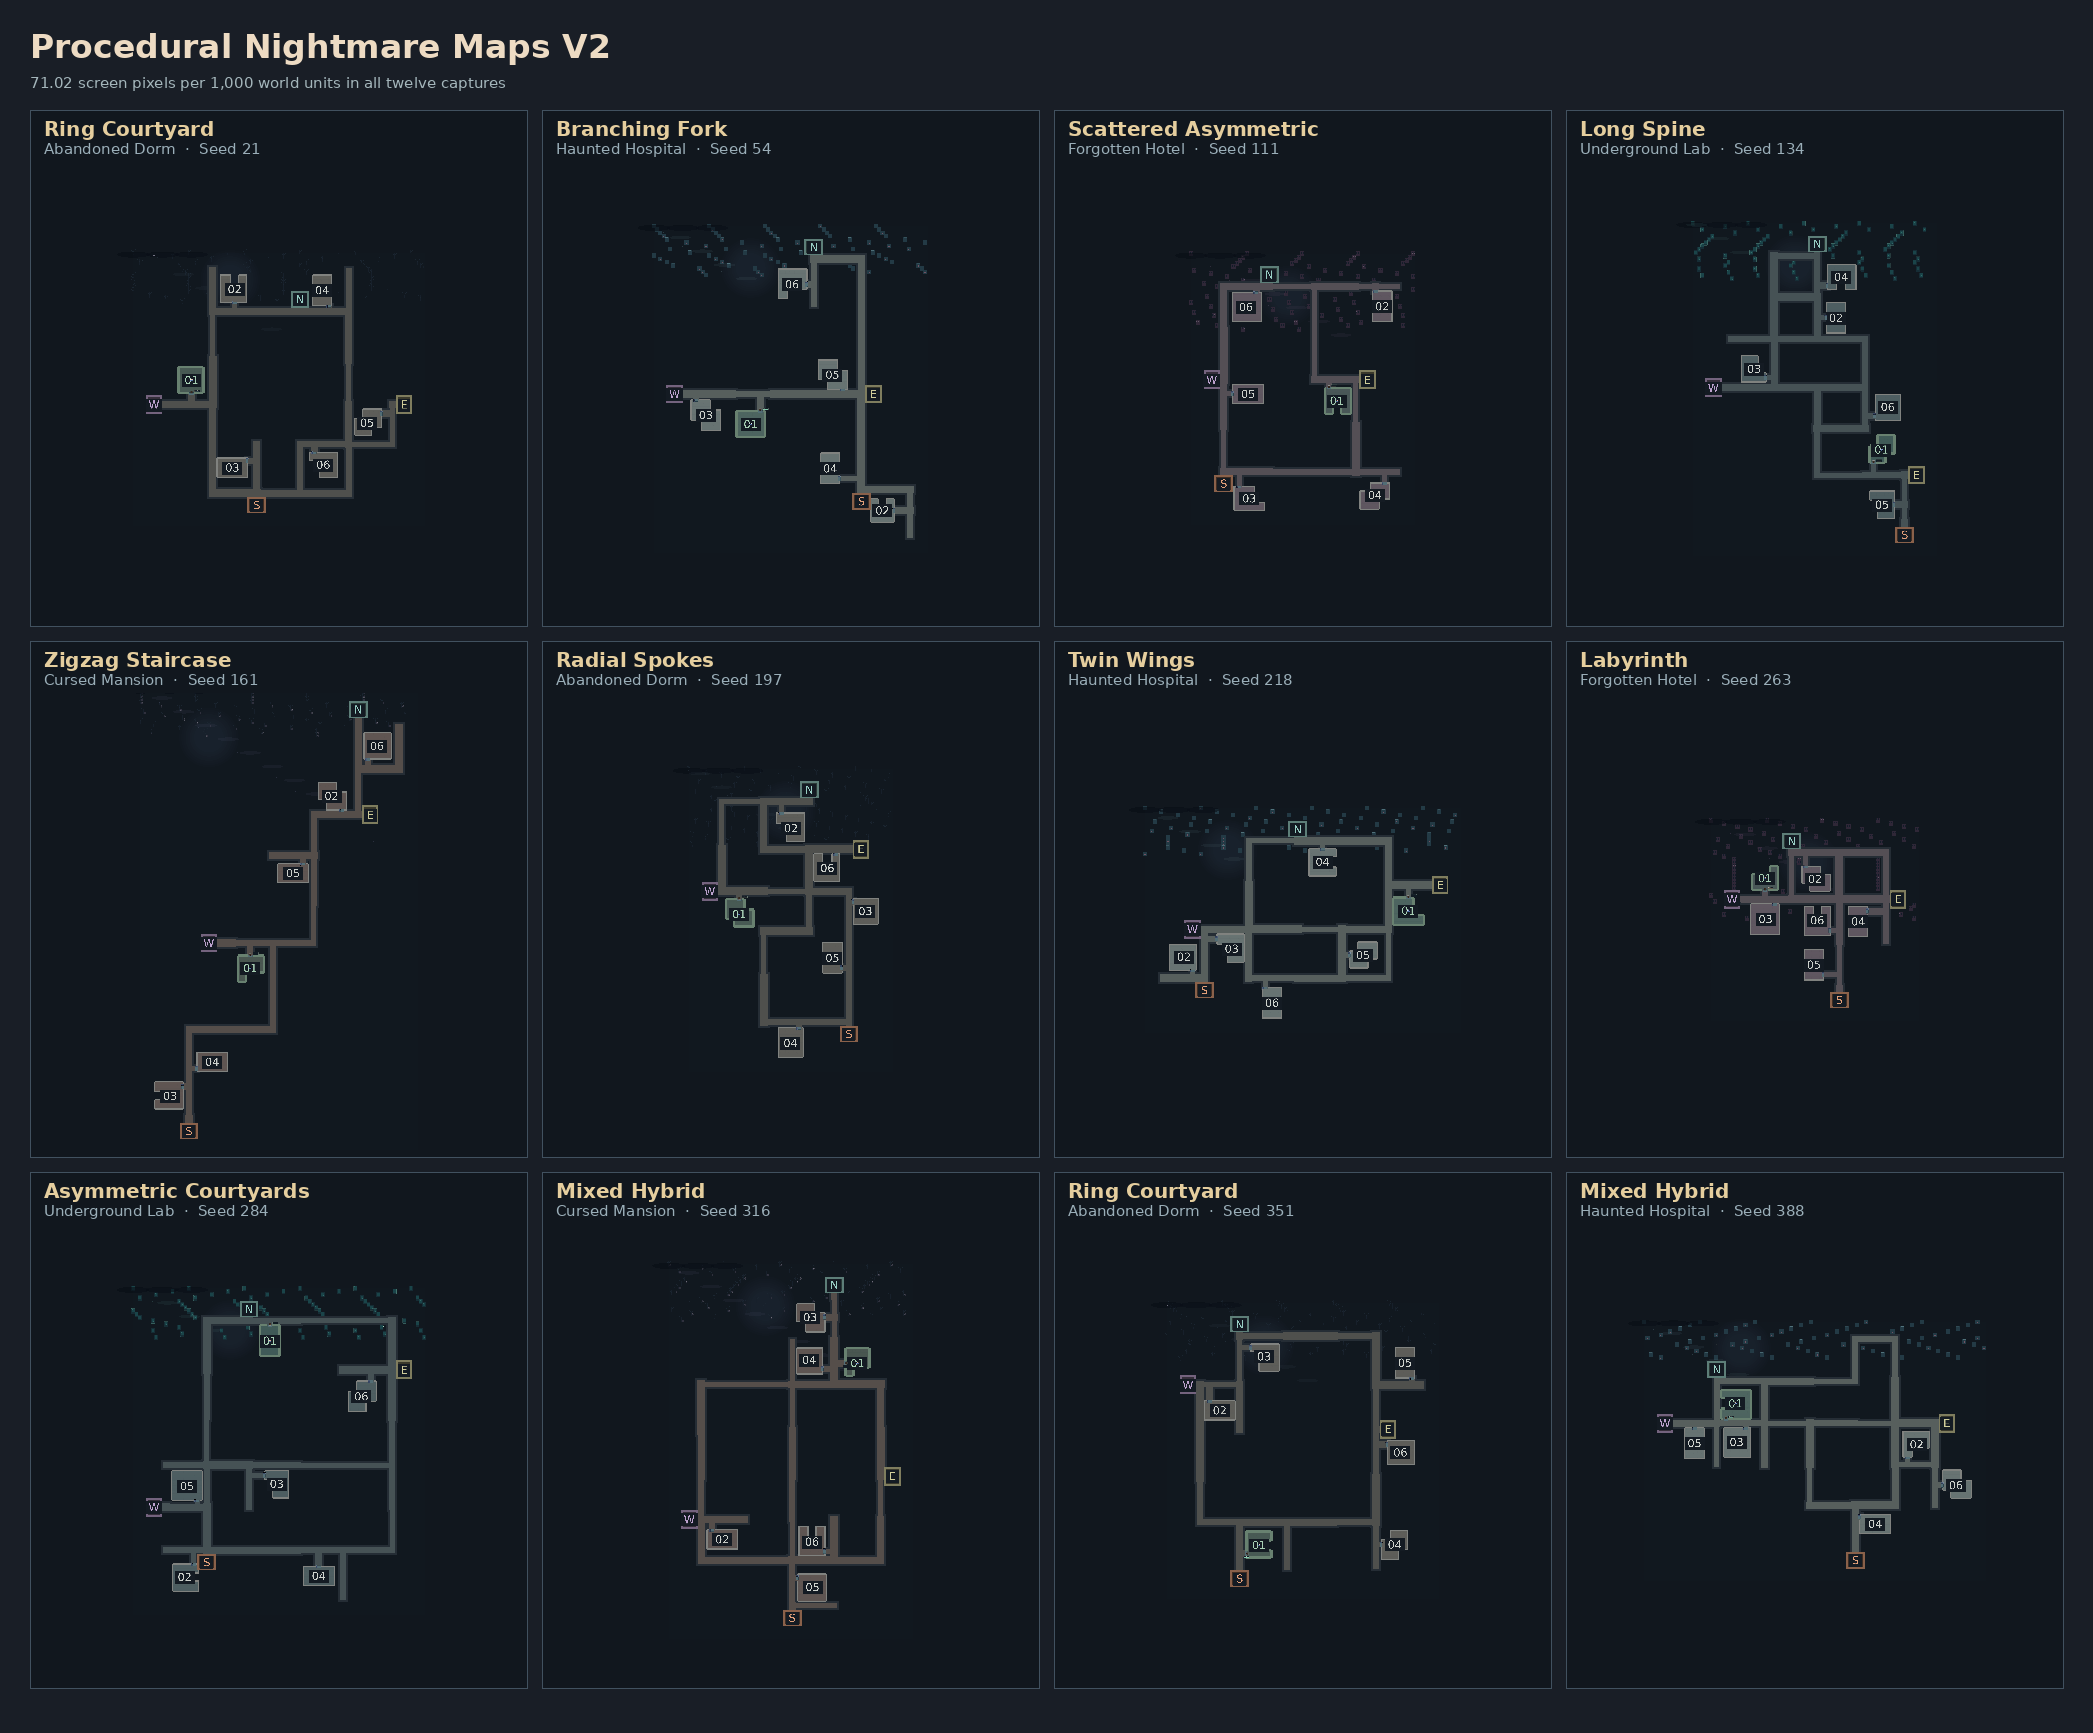 Procedural Nightmare Maps V2
71.02 screen pixels per 1,000 world units in all twelve captures
Ring Courtyard
Abandoned Dorm · Seed 21
02
04
N
01
W
E
05
03
06
S
Branching Fork
Haunted Hospital · Seed 54
N
06
05
W
E
03
01
04
S
02
Scattered Asymmetric
Forgotten Hotel · Seed 111
N
06
02
W
E
05
01
S
03
04
Long Spine
Underground Lab · Seed 134
N
04
02
03
W
06
01
E
05
S
Zigzag Staircase
Cursed Mansion · Seed 161
N
06
02
E
05
W
01
04
03
S
Radial Spokes
Abandoned Dorm · Seed 197
N
02
E
06
W
01
03
05
S
04
Twin Wings
Haunted Hospital · Seed 218
N
04
E
01
W
03
02
05
S
06
Labyrinth
Forgotten Hotel · Seed 263
N
01
02
W
E
03
06
04
05
S
Asymmetric Courtyards
Underground Lab · Seed 284
N
01
E
06
05
03
W
S
02
04
Mixed Hybrid
Cursed Mansion · Seed 316
N
03
04
01
E
W
02
06
05
S
Ring Courtyard
Abandoned Dorm · Seed 351
N
03
05
W
02
E
06
01
04
S
Mixed Hybrid
Haunted Hospital · Seed 388
N
01
W
E
05
03
02
06
04
S